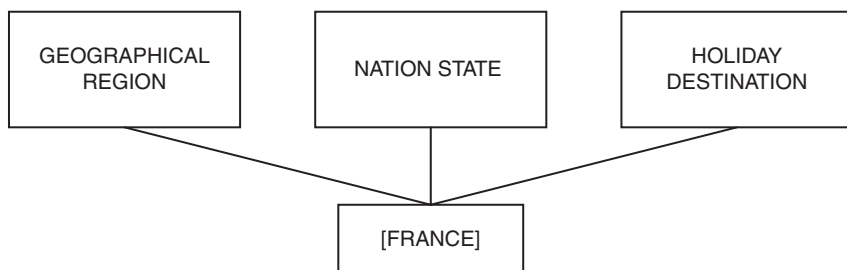 GEOGRAPHICAL
REGION
NATION STATE
HOLIDAY
DESTINATION
[FRANCE]